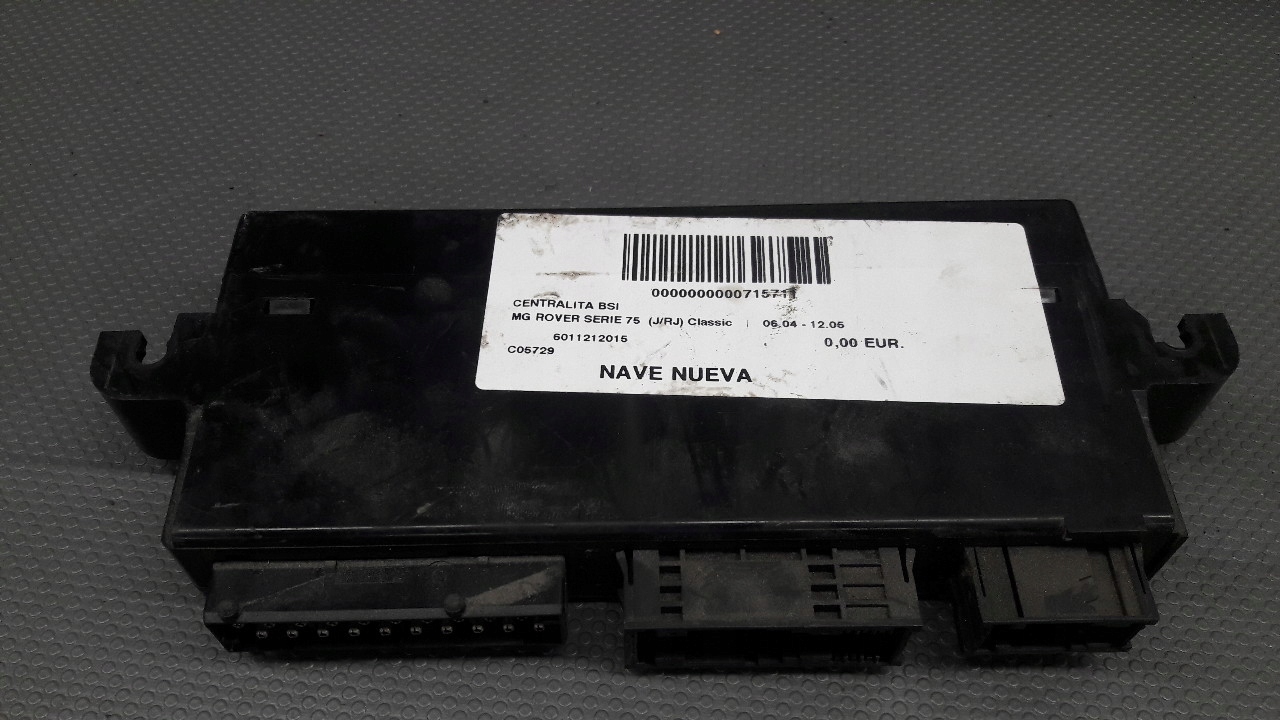 0000000000715711
CENTRALITA BSI
MG ROVER SERIE 75 (J/RJ) Classic | 06.04 - 12.05
6011212015 0,00 EUR.
C05729
NAVE NUEVA